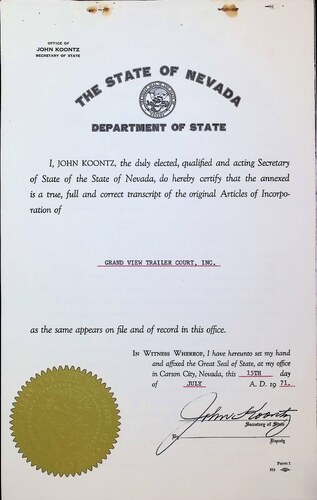 OFFICE OF
JOHN KOONTZ
SECRETARY OF STATE
THE STATE OF NEVADA
DEPARTMENT OF STATE
I, JOHN KOONTZ, the duly elected, qualified and acting Secretary
of State of the State of Nevada, do hereby certify that the annexed
is a true, full and correct transcript of the original Articles of Incorpo-
ration of
GRAND VIEW TRAILER COURT, INC.
as the same appears on file and of record in this office.
IN WITNESS WHEREOF, I have hereunto set my hand
and affixed the Great Seal of State, at my office
in Carson City, Nevada, this 15TH day
of JULY A. D. 1971.
John Koontz
Secretary of State
By
Deputy